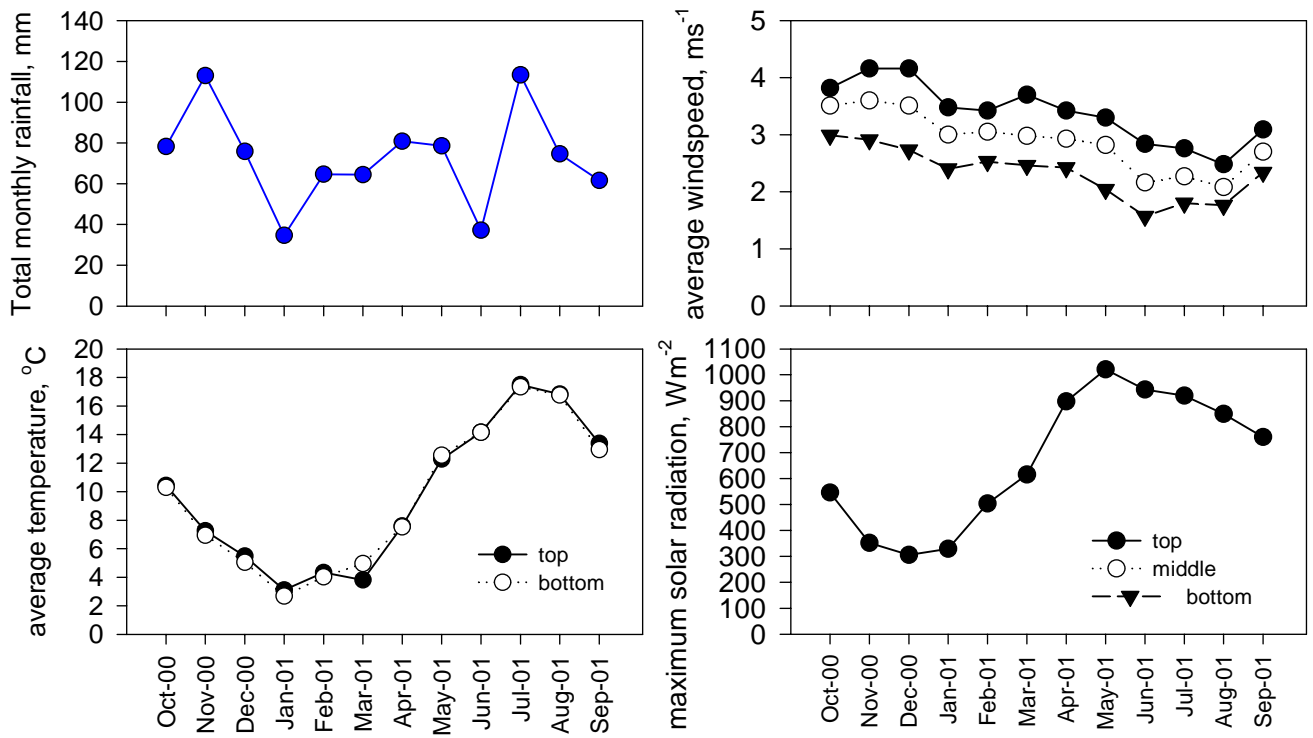 Total monthly rainfall, mm
140
120
100
80
60
40
20
0
average windspeed, ms⁻¹
5
4
3
2
1
0
average temperature, °C
20
18
16
14
12
10
8
6
4
2
0
top
bottom
Oct-00
Nov-00
Dec-00
Jan-01
Feb-01
Mar-01
Apr-01
May-01
Jun-01
Jul-01
Aug-01
Sep-01
maximum solar radiation, Wm⁻²
1100
1000
900
800
700
600
500
400
300
200
100
0
top
middle
bottom
Oct-00
Nov-00
Dec-00
Jan-01
Feb-01
Mar-01
Apr-01
May-01
Jun-01
Jul-01
Aug-01
Sep-01